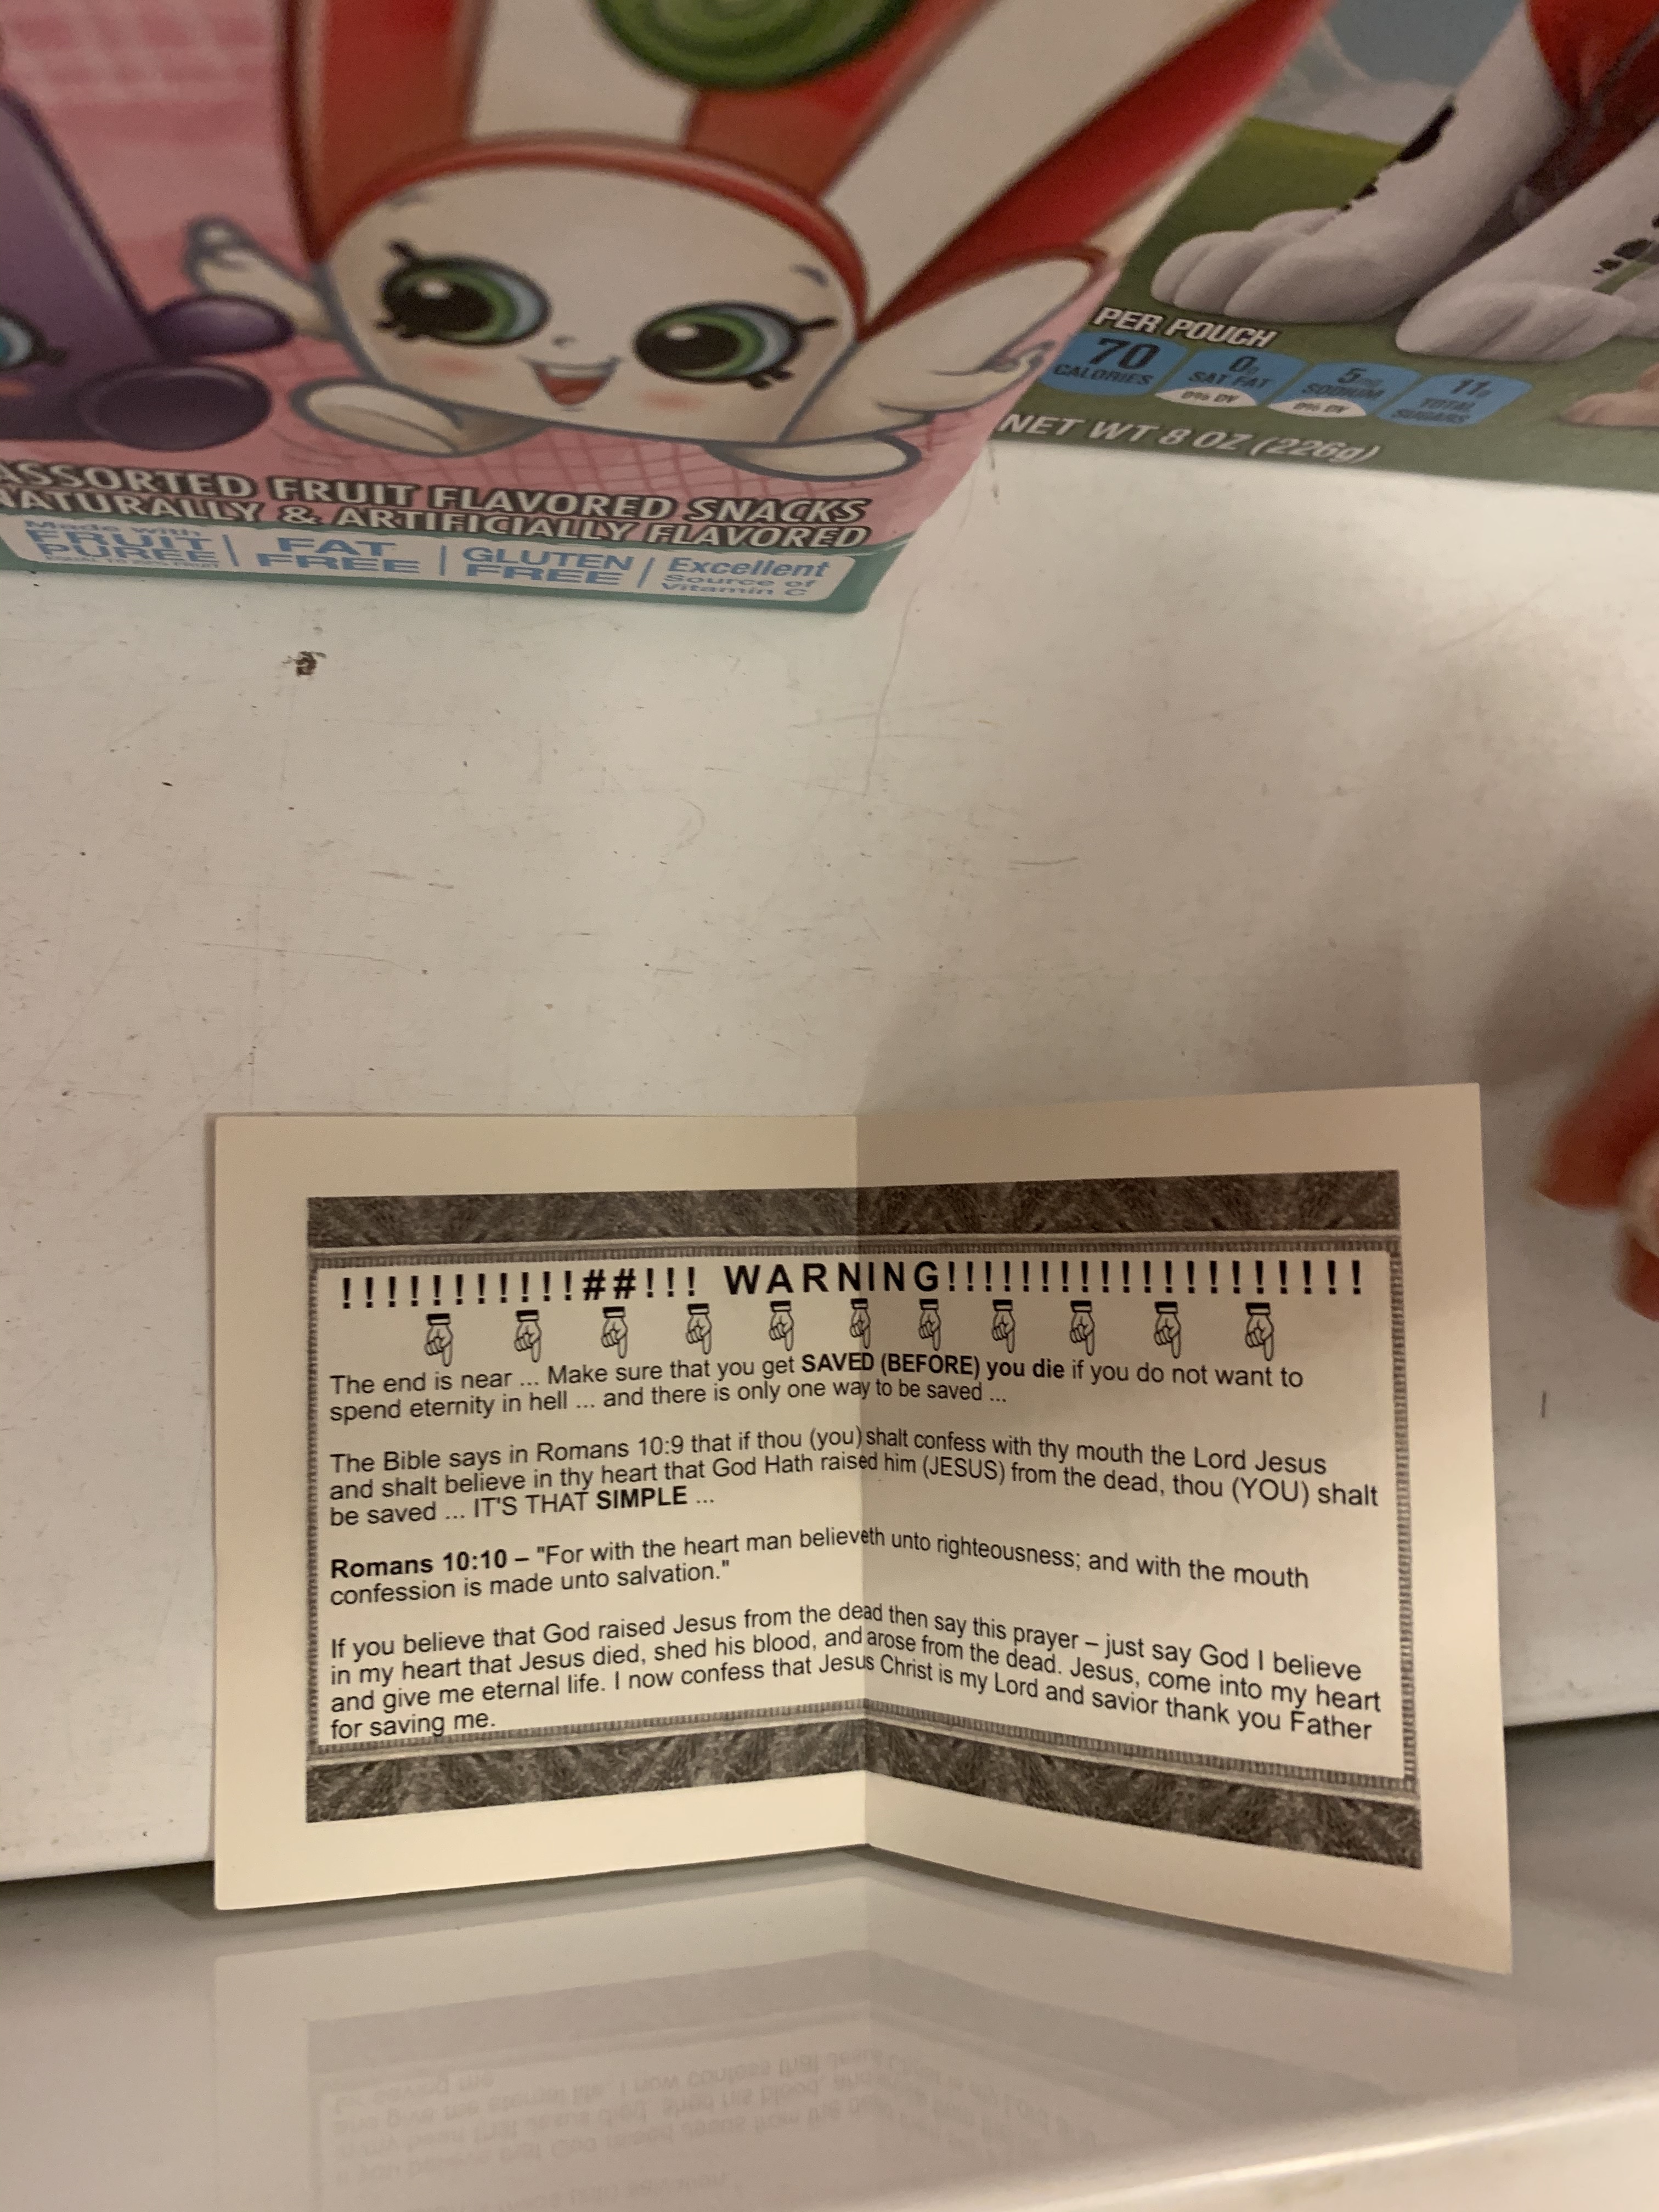 ASSORTED FRUIT FLAVORED SNACKS
NATURALLY & ARTIFICIALLY FLAVORED
Made with
FRUIT
PUREE
FAT
FREE
GLUTEN
FREE
Excellent
Source of
Vitamin C
PER POUCH
70
CALORIES
0g
SAT FAT
0% DV
5mg
SODIUM
0% DV
11g
TOTAL
SUGARS
NET WT 8 OZ (226g)
!!!!!!!!!!!##!!! WARNING!!!!!!!!!!!!!!!!!!!!!!!
The end is near ... Make sure that you get SAVED (BEFORE) you die if you do not want to
spend eternity in hell ... and there is only one way to be saved ...
The Bible says in Romans 10:9 that if thou (you) shalt confess with thy mouth the Lord Jesus
and shalt believe in thy heart that God Hath raised him (JESUS) from the dead, thou (YOU) shalt
be saved ... IT'S THAT SIMPLE ...
Romans 10:10 – "For with the heart man believeth unto righteousness; and with the mouth
confession is made unto salvation."
If you believe that God raised Jesus from the dead then say this prayer – just say God I believe
in my heart that Jesus died, shed his blood, and arose from the dead. Jesus, come into my heart
and give me eternal life. I now confess that Jesus Christ is my Lord and savior thank you Father
for saving me.